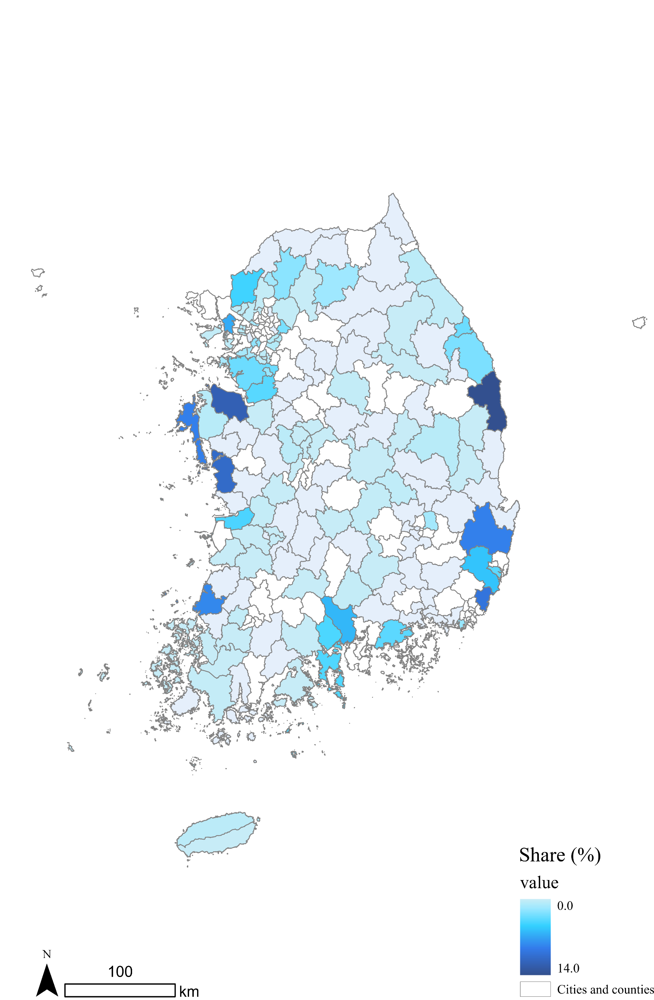 Share (%)
value
0.0
14.0
Cities and counties
N
100
km